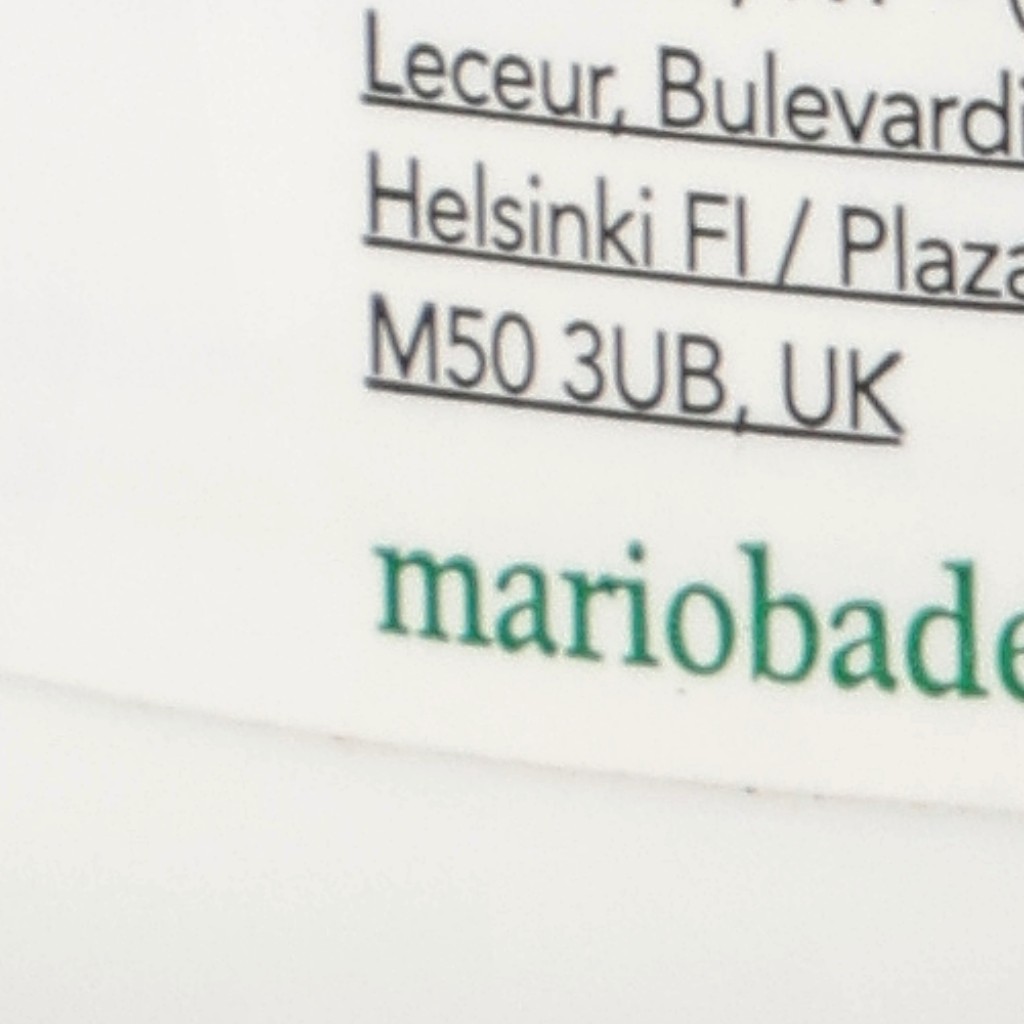 Leceur, Bulevardi
Helsinki FI / Plaza
M50 3UB, UK
mariobade